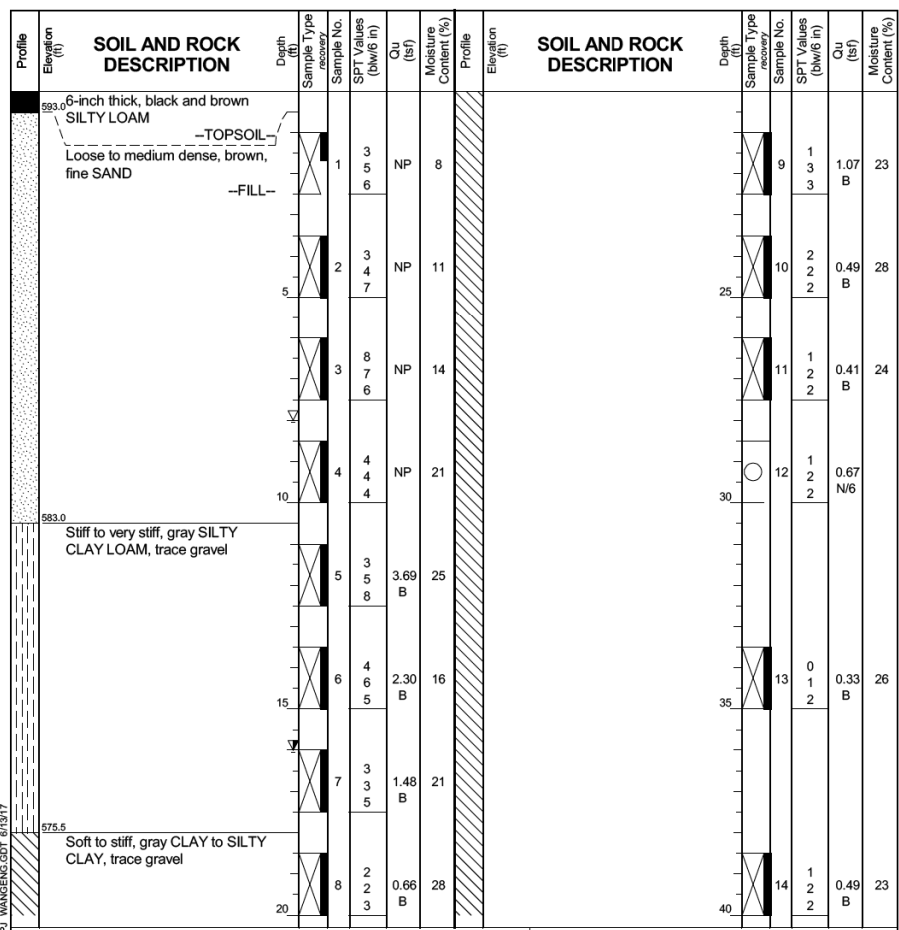 Profile
Elevation
(ft)
SOIL AND ROCK
DESCRIPTION
Depth
(ft)
Sample Type
recovery
Sample No.
SPT Values
(blw/6 in)
Qu
(tsf)
Moisture
Content (%)
Profile
Elevation
(ft)
SOIL AND ROCK
DESCRIPTION
Depth
(ft)
Sample Type
recovery
Sample No.
SPT Values
(blw/6 in)
Qu
(tsf)
Moisture
Content (%)
593.0
6-inch thick, black and brown
SILTY LOAM
--TOPSOIL--
Loose to medium dense, brown,
fine SAND
--FILL--
1
3
5
6
NP
8
2
3
4
7
NP
11
5
3
8
7
6
NP
14
4
4
4
4
NP
21
10
583.0
Stiff to very stiff, gray SILTY
CLAY LOAM, trace gravel
5
3
5
8
3.69
B
25
6
4
6
5
2.30
B
16
15
7
3
3
5
1.48
B
21
575.5
Soft to stiff, gray CLAY to SILTY
CLAY, trace gravel
8
2
2
3
0.66
B
28
20
9
1
3
3
1.07
B
23
10
2
2
2
0.49
B
28
25
11
1
2
2
0.41
B
24
12
1
2
2
0.67
N/6
30
13
0
1
2
0.33
B
26
35
14
1
2
2
0.49
B
23
40
WANGENG.GDT 6/13/17